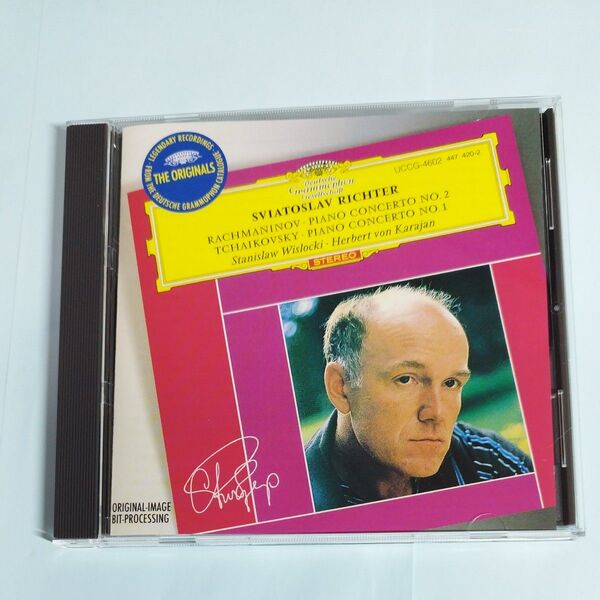 LEGENDARY RECORDINGS
THE ORIGINALS
FROM THE DEUTSCHE GRAMMOPHON CATALOGUE
UCCG-4602 447 420-2
Deutsche
Grammophon
Gesellschaft
SVIATOSLAV RICHTER
RACHMANINOV · PIANO CONCERTO NO. 2
TCHAIKOVSKY · PIANO CONCERTO NO. 1
Stanislaw Wislocki · Herbert von Karajan
STEREO
ORIGINAL-IMAGE
BIT-PROCESSING